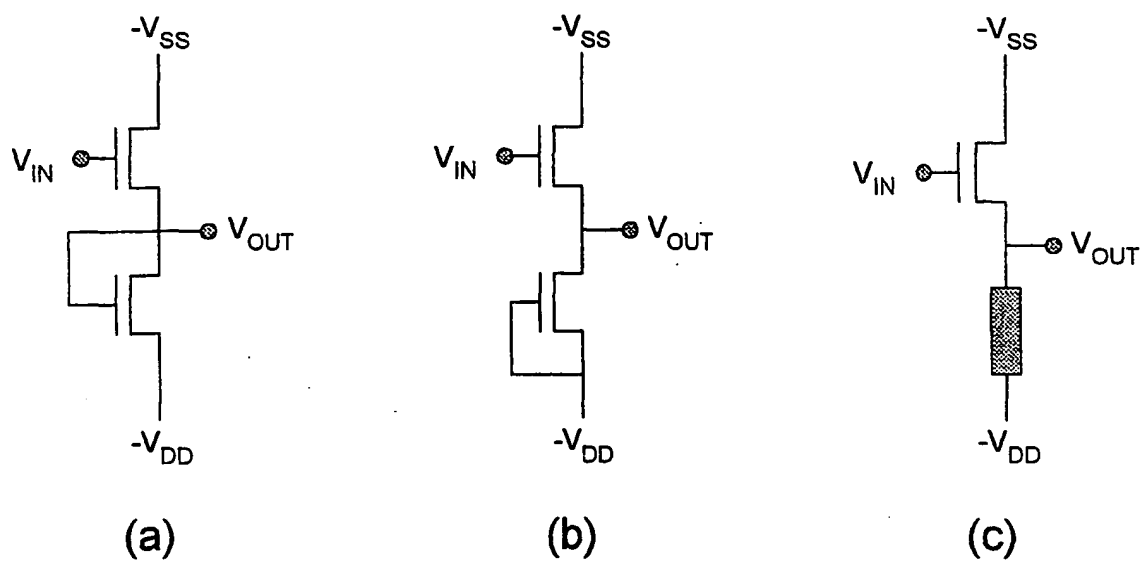 -VSS -VSS -VSS
VIN VIN VIN
VOUT VOUT VOUT
-VDD -VDD -VDD
(a) (b) (c)